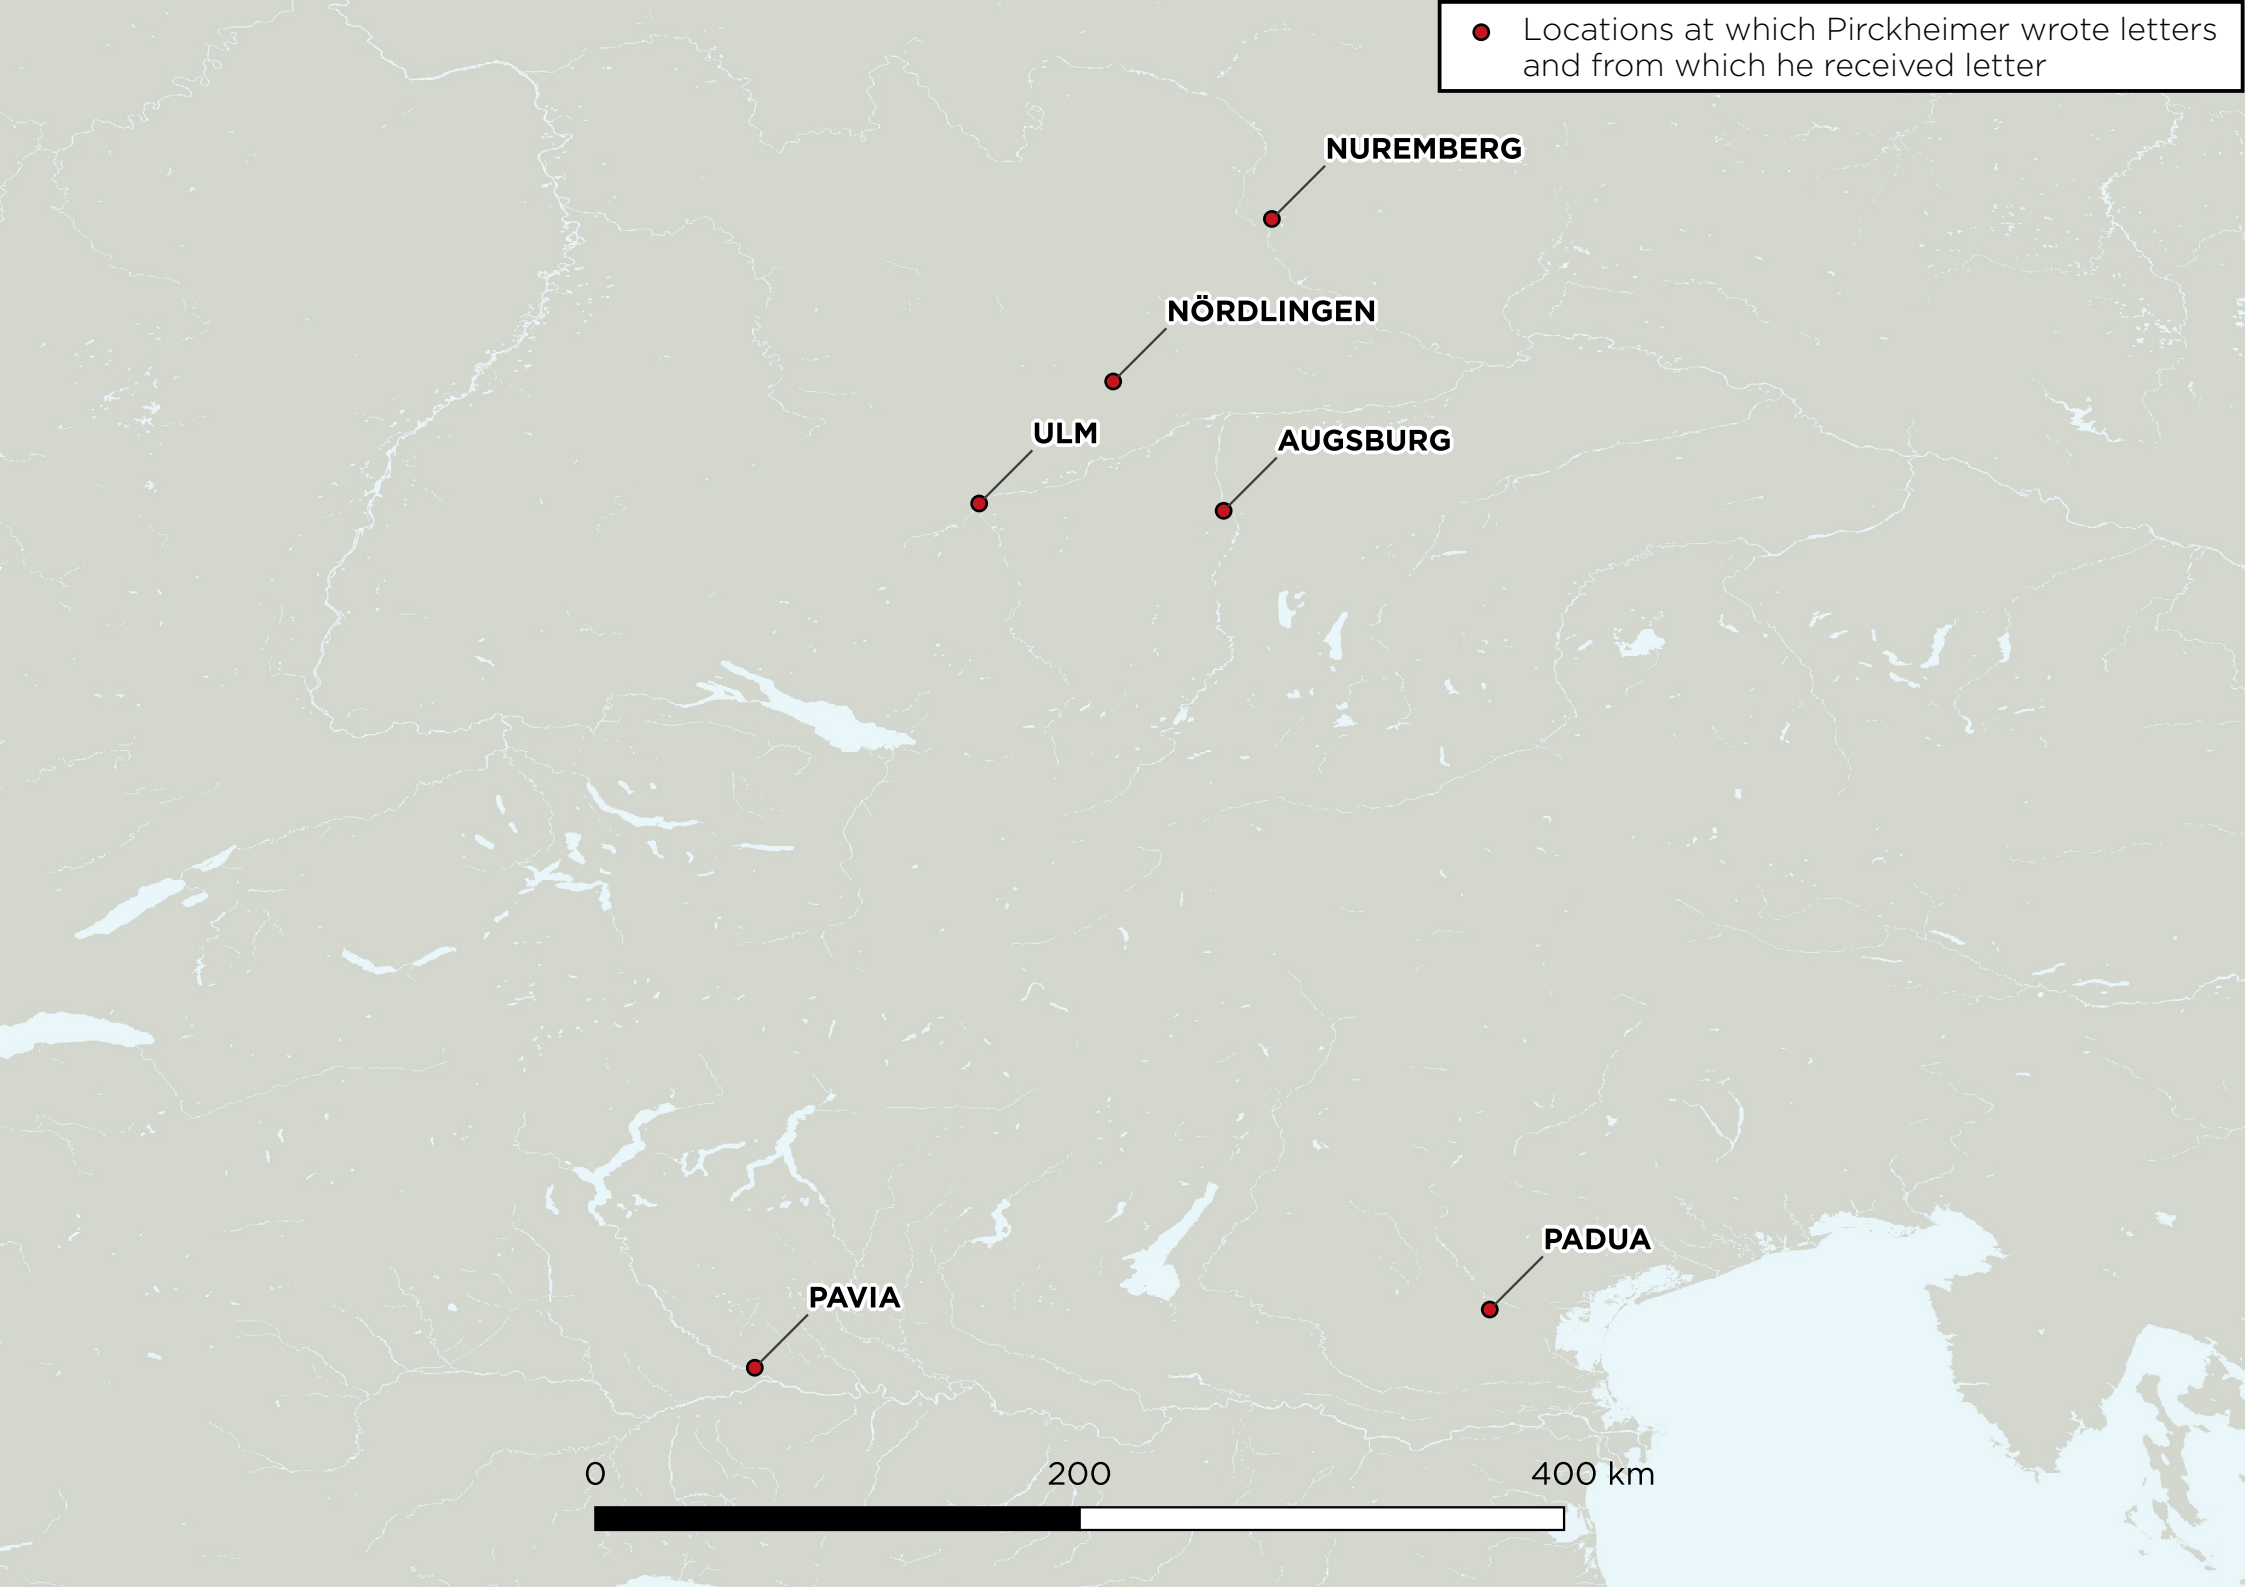 Locations at which Pirckheimer wrote letters
and from which he received letter
NUREMBERG
NÖRDLINGEN
ULM
AUGSBURG
PADUA
PAVIA
0 200 400 km